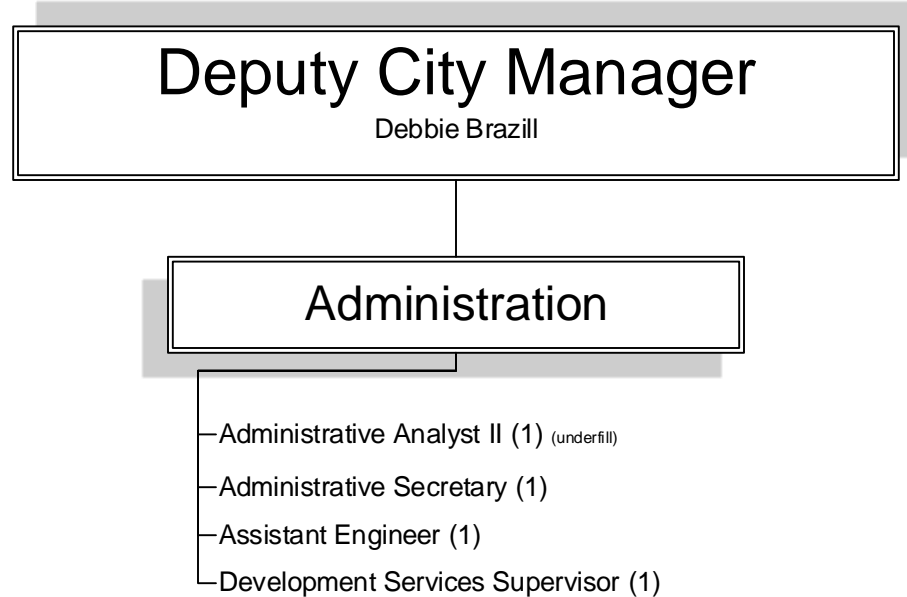 Deputy City Manager
Debbie Brazill
Administration
Administrative Analyst II (1) (underfill)
Administrative Secretary (1)
Assistant Engineer (1)
Development Services Supervisor (1)